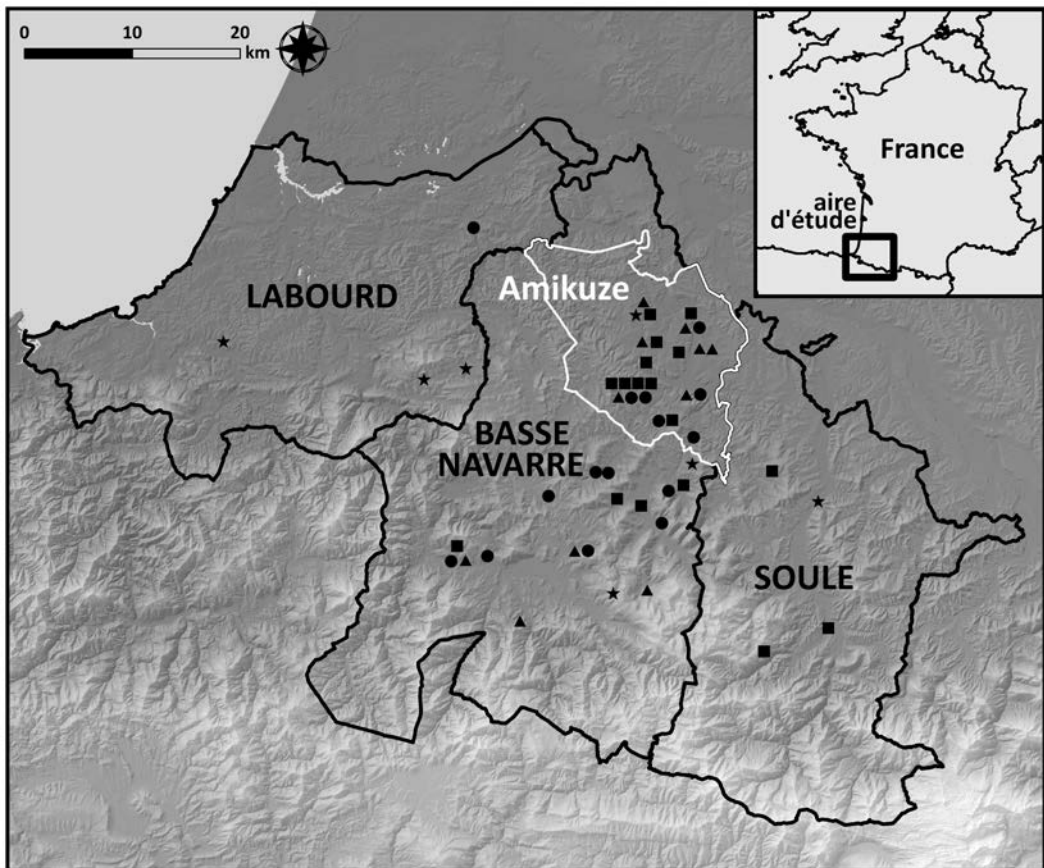 0 10 20
km
France
aire
d'étude
Amikuze
LABOURD
BASSE
NAVARRE
SOULE